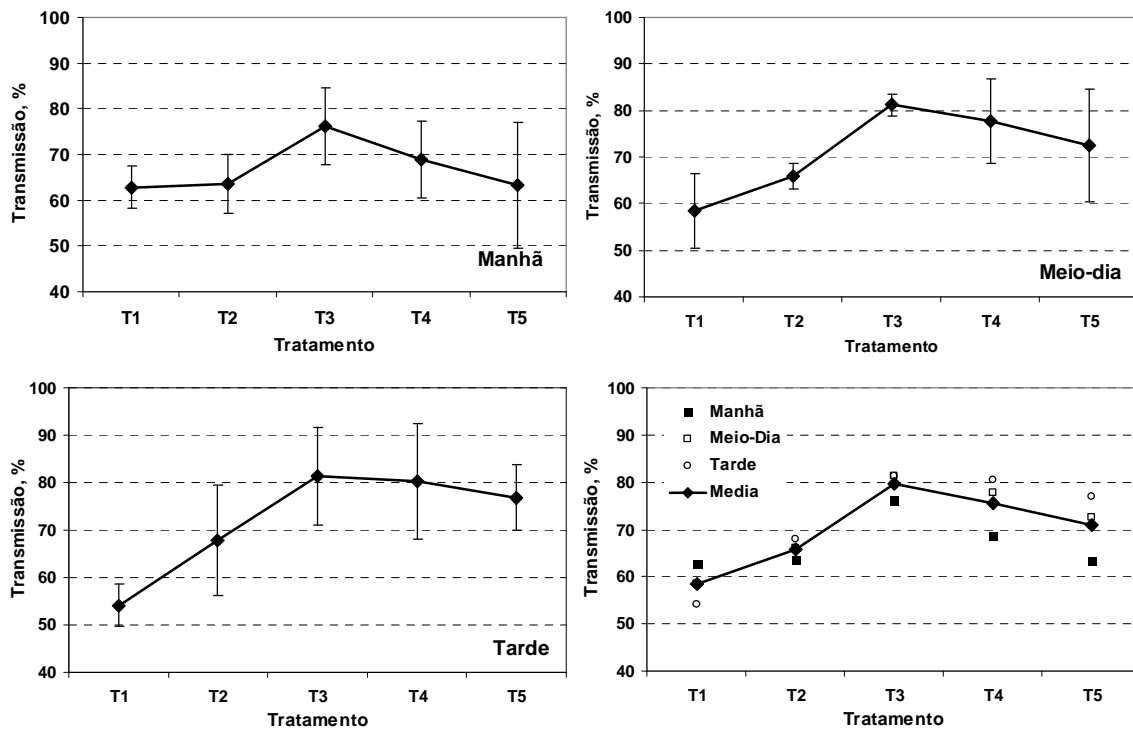 100
90
80
70
60
50
40
Transmissão, %
T1 T2 T3 T4 T5
Tratamento
Manhã
100
90
80
70
60
50
40
Transmissão, %
T1 T2 T3 T4 T5
Tratamento
Meio-dia
100
90
80
70
60
50
40
Transmissão, %
T1 T2 T3 T4 T5
Tratamento
Tarde
100
90
80
70
60
50
40
Transmissão, %
Manhã
Meio-Dia
Tarde
Media
T1 T2 T3 T4 T5
Tratamento